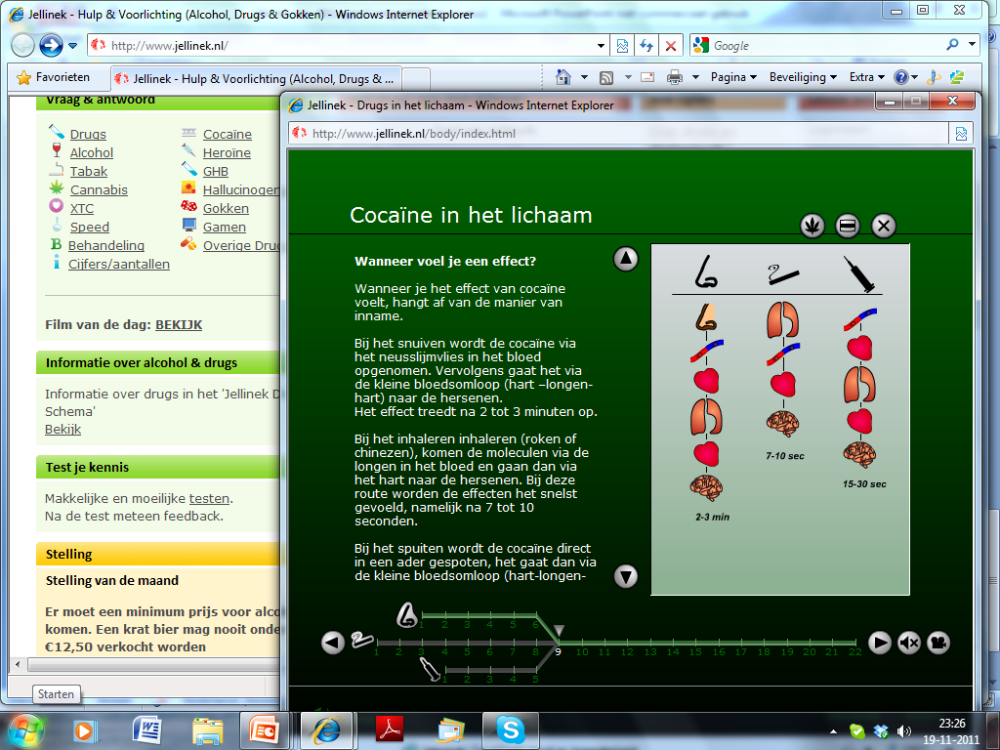 Jellinek - Hulp & Voorlichting (Alcohol, Drugs & Gokken) - Windows Internet Explorer
http://www.jellinek.nl/
Google
Favorieten
Jellinek - Hulp & Voorlichting (Alcohol, Drugs & ...
Pagina
Beveiliging
Extra
Vraag & antwoord
Drugs
Cocaïne
Alcohol
Heroïne
Tabak
GHB
Cannabis
Hallucinogen
XTC
Gokken
Speed
Gamen
Behandeling
Overige Dru
Cijfers/aantallen
Film van de dag: BEKIJK
Informatie over alcohol & drugs
Informatie over drugs in het 'Jellinek D
Schema'
Bekijk
Test je kennis
Makkelijke en moeilijke testen.
Na de test meteen feedback.
Stelling
Stelling van de maand
Er moet een minimum prijs voor alco
komen. Een krat bier mag nooit onde
€12,50 verkocht worden
Jellinek - Drugs in het lichaam - Windows Internet Explorer
http://www.jellinek.nl/body/index.html
Cocaïne in het lichaam
Wanneer voel je een effect?
Wanneer je het effect van cocaïne
voelt, hangt af van de manier van
inname.
Bij het snuiven wordt de cocaïne via
het neusslijmvlies in het bloed
opgenomen. Vervolgens gaat het via
de kleine bloedsomloop (hart –longen-
hart) naar de hersenen.
Het effect treedt na 2 tot 3 minuten op.
Bij het inhaleren inhaleren (roken of
chinezen), komen de moleculen via de
longen in het bloed en gaan dan via
het hart naar de hersenen. Bij deze
route worden de effecten het snelst
gevoeld, namelijk na 7 tot 10
seconden.
Bij het spuiten wordt de cocaïne direct
in een ader gespoten, het gaat dan via
de kleine bloedsomloop (hart-longen-
7-10 sec
15-30 sec
2-3 min
1 2 3 4 5 6
1 2 3 4 5 6 7 8 9 10 11 12 13 14 15 16 17 18 19 20 21 22
1 2 3 4 5
Starten
23:26
19-11-2011